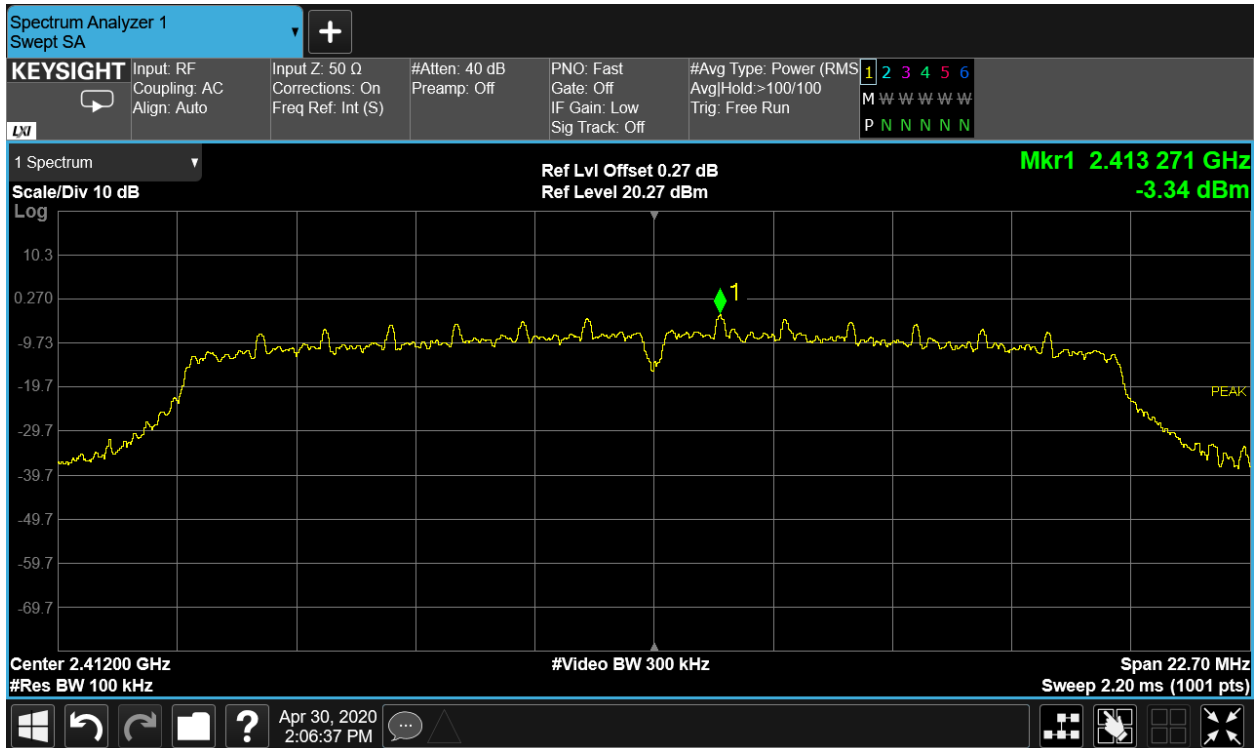 Spectrum Analyzer 1
Swept SA
KEYSIGHT
LXI
Input: RF
Coupling: AC
Align: Auto
Input Z: 50 Ω
Corrections: On
Freq Ref: Int (S)
#Atten: 40 dB
Preamp: Off
PNO: Fast
Gate: Off
IF Gain: Low
Sig Track: Off
#Avg Type: Power (RMS
Avg|Hold:>100/100
Trig: Free Run
1 2 3 4 5 6
M W W W W W
P N N N N N
1 Spectrum
Scale/Div 10 dB
Log
Ref Lvl Offset 0.27 dB
Ref Level 20.27 dBm
Mkr1 2.413 271 GHz
-3.34 dBm
10.3
0.270
-9.73
-19.7
-29.7
-39.7
-49.7
-59.7
-69.7
1
PEAK
Center 2.41200 GHz
#Res BW 100 kHz
#Video BW 300 kHz
Span 22.70 MHz
Sweep 2.20 ms (1001 pts)
?
Apr 30, 2020
2:06:37 PM